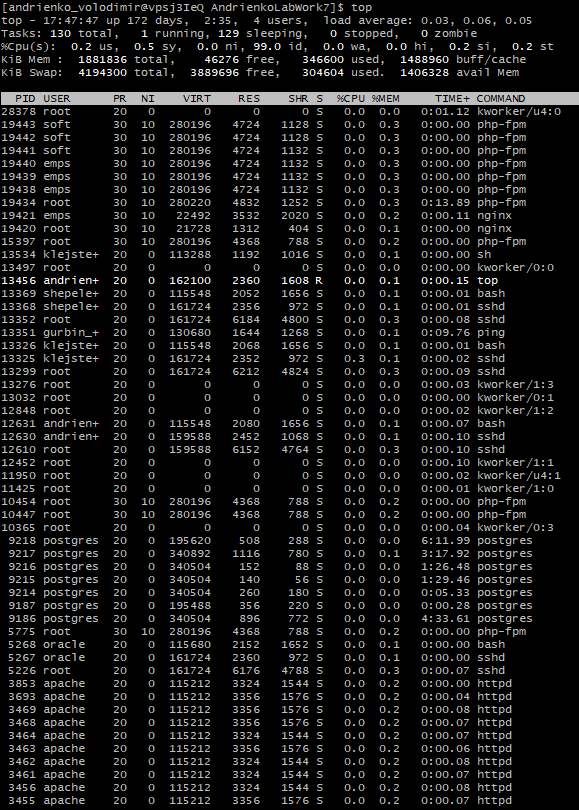 [andrienko_volodimir@vpsj3IeQ AndrienkoLabWork7]$ top
top - 17:47:47 up 172 days,  2:35,  4 users,  load average: 0.03, 0.06, 0.05
Tasks: 130 total,   1 running, 129 sleeping,   0 stopped,   0 zombie
%Cpu(s):  0.2 us,  0.5 sy,  0.0 ni, 99.0 id,  0.0 wa,  0.0 hi,  0.2 si,  0.2 st
KiB Mem :  1881836 total,    46276 free,   346600 used,  1488960 buff/cache
KiB Swap:  4194300 total,  3889696 free,   304604 used.  1406328 avail Mem
PID USER      PR  NI    VIRT    RES    SHR S  %CPU %MEM     TIME+ COMMAND
28378 root      20   0       0      0      0 S   0.0  0.0   0:01.12 kworker/u4:0
19443 soft      30  10  280196   4724   1128 S   0.0  0.3   0:00.00 php-fpm
19442 soft      30  10  280196   4724   1128 S   0.0  0.3   0:00.00 php-fpm
19441 soft      30  10  280196   4724   1132 S   0.0  0.3   0:00.00 php-fpm
19440 emps      30  10  280196   4724   1132 S   0.0  0.3   0:00.00 php-fpm
19439 emps      30  10  280196   4724   1132 S   0.0  0.3   0:00.00 php-fpm
19438 emps      30  10  280196   4724   1132 S   0.0  0.3   0:00.00 php-fpm
19434 root      30  10  280220   4832   1252 S   0.0  0.3   0:13.89 php-fpm
19421 emps      30  10   22492   3532   2020 S   0.0  0.2   0:00.11 nginx
19420 root      30  10   21728   1312    404 S   0.0  0.1   0:00.00 nginx
15397 root      30  10  280196   4368    788 S   0.0  0.2   0:00.00 php-fpm
13534 klejste+  20   0  113288   1192   1016 S   0.0  0.1   0:00.00 sh
13497 root      20   0       0      0      0 S   0.0  0.0   0:00.00 kworker/0:0
13456 andrien+  20   0  162100   2360   1608 R   0.0  0.1   0:00.15 top
13369 shepele+  20   0  115548   2052   1656 S   0.0  0.1   0:00.01 bash
13368 shepele+  20   0  161724   2356    972 S   0.0  0.1   0:00.01 sshd
13352 root      20   0  161724   6184   4800 S   0.0  0.3   0:00.08 sshd
13351 gurbin_+  20   0  130680   1644   1268 S   0.0  0.1   0:09.76 ping
13326 klejste+  20   0  115548   2068   1656 S   0.0  0.1   0:00.01 bash
13325 klejste+  20   0  161724   2352    972 S   0.3  0.1   0:00.02 sshd
13299 root      20   0  161724   6212   4824 S   0.0  0.3   0:00.09 sshd
13276 root      20   0       0      0      0 S   0.0  0.0   0:00.03 kworker/1:3
13032 root      20   0       0      0      0 S   0.0  0.0   0:00.00 kworker/0:1
12848 root      20   0       0      0      0 S   0.0  0.0   0:00.02 kworker/1:2
12631 andrien+  20   0  115548   2080   1656 S   0.0  0.1   0:00.07 bash
12630 andrien+  20   0  159588   2452   1068 S   0.0  0.1   0:00.10 sshd
12610 root      20   0  159588   6152   4764 S   0.0  0.3   0:00.10 sshd
12452 root      20   0       0      0      0 S   0.0  0.0   0:00.10 kworker/1:1
11950 root      20   0       0      0      0 S   0.0  0.0   0:00.02 kworker/u4:1
11425 root      20   0       0      0      0 S   0.0  0.0   0:00.01 kworker/1:0
10454 root      30  10  280196   4368    788 S   0.0  0.2   0:00.00 php-fpm
10447 root      30  10  280196   4368    788 S   0.0  0.2   0:00.00 php-fpm
10365 root      20   0       0      0      0 S   0.0  0.0   0:00.04 kworker/0:3
9218 postgres  20   0  195620    508    288 S   0.0  0.0   6:11.99 postgres
9217 postgres  20   0  340892   1116    780 S   0.0  0.1   3:17.92 postgres
9216 postgres  20   0  340504    152     88 S   0.0  0.0   1:26.48 postgres
9215 postgres  20   0  340504    140     56 S   0.0  0.0   1:29.46 postgres
9214 postgres  20   0  340504    260    180 S   0.0  0.0   0:05.33 postgres
9187 postgres  20   0  195488    356    220 S   0.0  0.0   0:00.28 postgres
9186 postgres  20   0  340504    896    772 S   0.0  0.0   4:33.61 postgres
5775 root      30  10  280196   4368    788 S   0.0  0.2   0:00.00 php-fpm
5268 oracle    20   0  115680   2152   1652 S   0.0  0.1   0:00.00 bash
5267 oracle    20   0  161724   2360    972 S   0.0  0.1   0:00.00 sshd
5226 root      20   0  161724   6176   4788 S   0.0  0.3   0:00.07 sshd
3853 apache    20   0  115212   3324   1544 S   0.0  0.2   0:00.00 httpd
3693 apache    20   0  115212   3356   1576 S   0.0  0.2   0:00.04 httpd
3469 apache    20   0  115212   3356   1576 S   0.0  0.2   0:00.08 httpd
3468 apache    20   0  115212   3356   1576 S   0.0  0.2   0:00.07 httpd
3464 apache    20   0  115212   3324   1544 S   0.0  0.2   0:00.07 httpd
3463 apache    20   0  115212   3356   1576 S   0.0  0.2   0:00.06 httpd
3462 apache    20   0  115212   3324   1544 S   0.0  0.2   0:00.08 httpd
3461 apache    20   0  115212   3324   1544 S   0.0  0.2   0:00.07 httpd
3456 apache    20   0  115212   3324   1544 S   0.0  0.2   0:00.08 httpd
3455 apache    20   0  115212   3356   1576 S   0.0  0.2   0:00.07 httpd